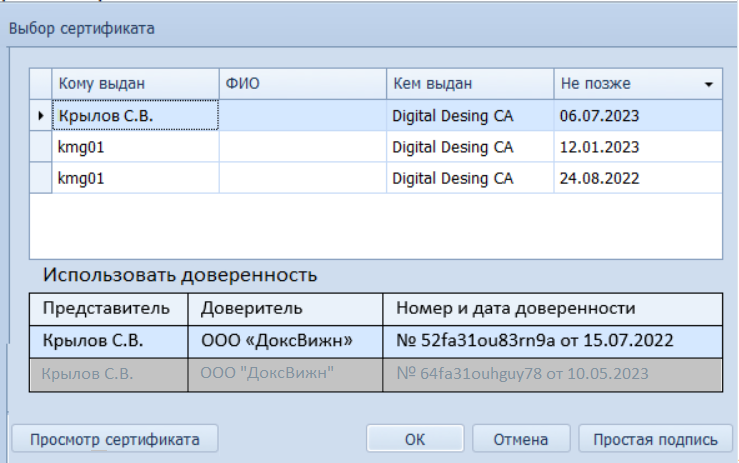 Выбор сертификата
Кому выдан ФИО Кем выдан Не позже
Крылов С.В. Digital Desing CA 06.07.2023
kmg01 Digital Desing CA 12.01.2023
kmg01 Digital Desing CA 24.08.2022
Использовать доверенность
Представитель Доверитель Номер и дата доверенности
Крылов С.В. ООО «ДоксВижн» № 52fa31ou83rn9a от 15.07.2022
Крылов С.В. ООО "ДоксВижн" № 64fa31ouhguy78 от 10.05.2023
Просмотр сертификата ОК Отмена Простая подпись